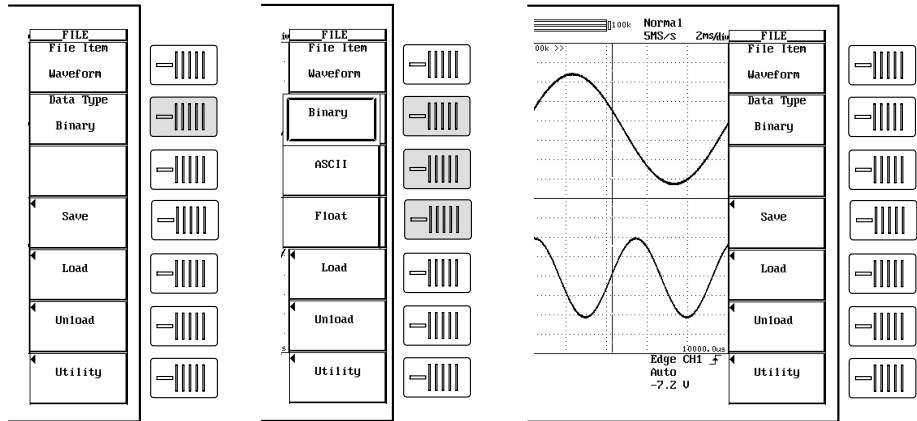 FILE
File Item
Waveform
Data Type
Binary
Save
Load
Unload
Utility
FILE
File Item
Waveform
Binary
ASCII
Float
Load
Unload
Utility
100k Normal
5MS/s 2ms/div
00k >>
FILE
File Item
Waveform
Data Type
Binary
Save
Load
Unload
Utility
10000.0us
Edge CH1
Auto
-7.2 V